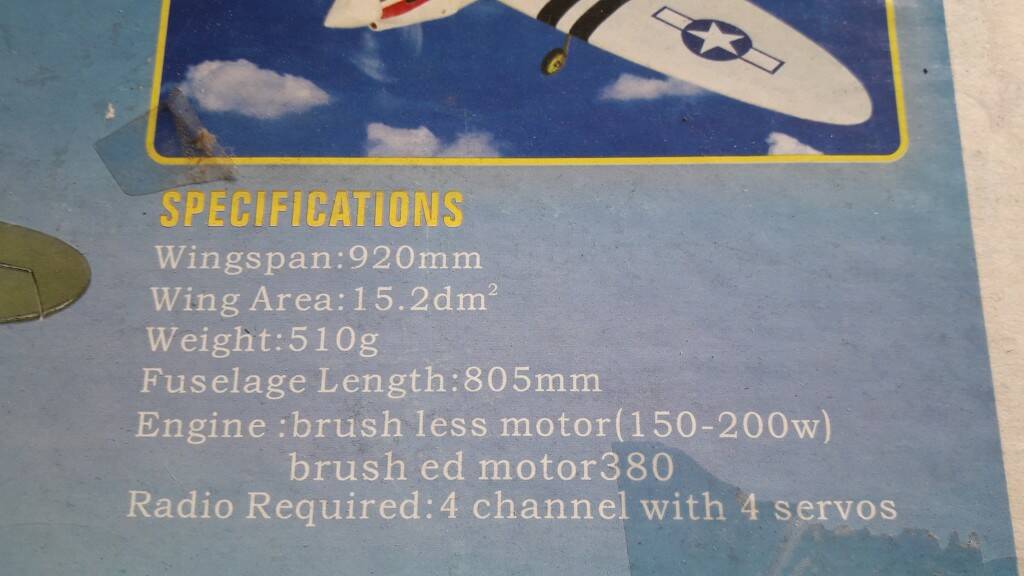 SPECIFICATIONS
Wingspan:920mm
Wing Area:15.2dm²
Weight:510g
Fuselage Length:805mm
Engine :brush less motor(150-200w)
brush ed motor380
Radio Required:4 channel with 4 servos